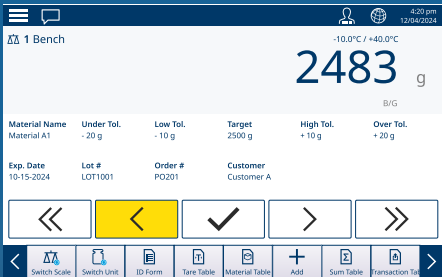 4:20 pm
12/04/2024
1 Bench
-10.0°C / +40.0°C
2483 g
B/G
Material Name Under Tol. Low Tol. Target High Tol. Over Tol.
Material A1 - 20 g - 10 g 2500 g + 10 g + 20 g
Exp. Date Lot # Order # Customer
10-15-2024 LOT1001 PO201 Customer A
Switch Scale Switch Unit ID Form Tare Table Material Table Add Sum Table Transaction Tab